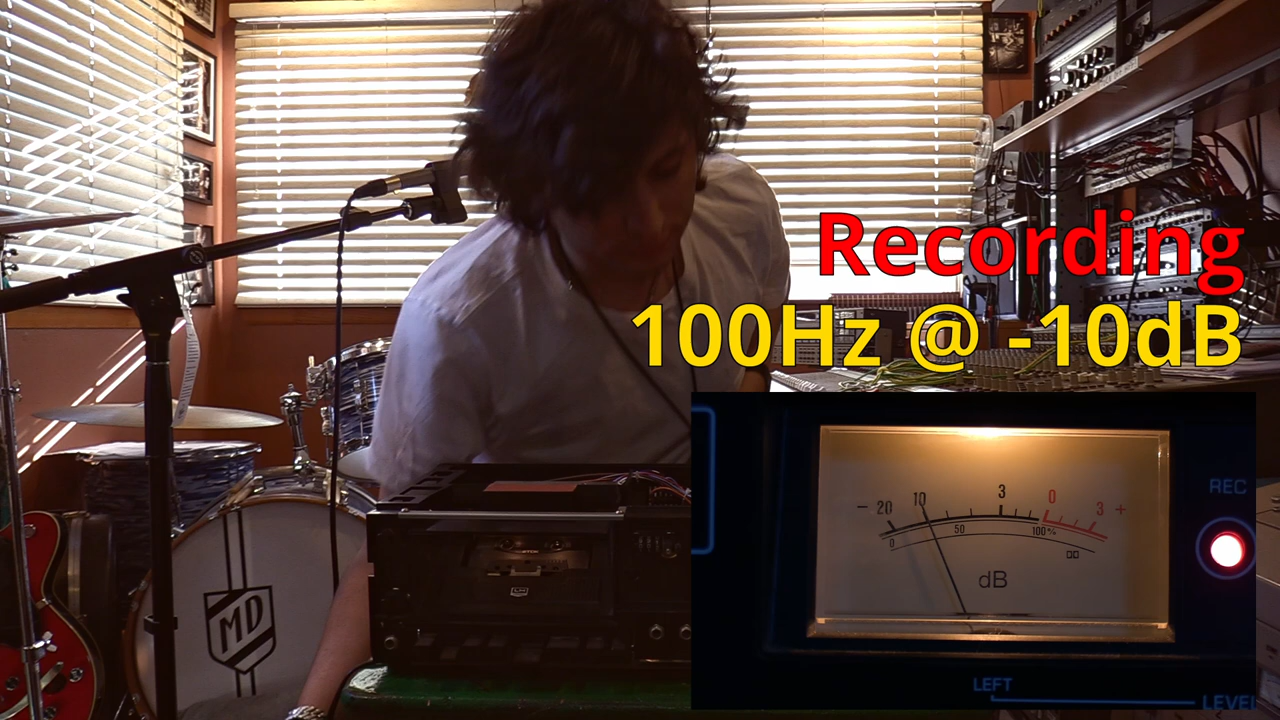 Recording
100Hz @ -10dB
REC
− 20 10 3 0 3 +
0 50 100%
dB
LEFT
LEVEL
MD